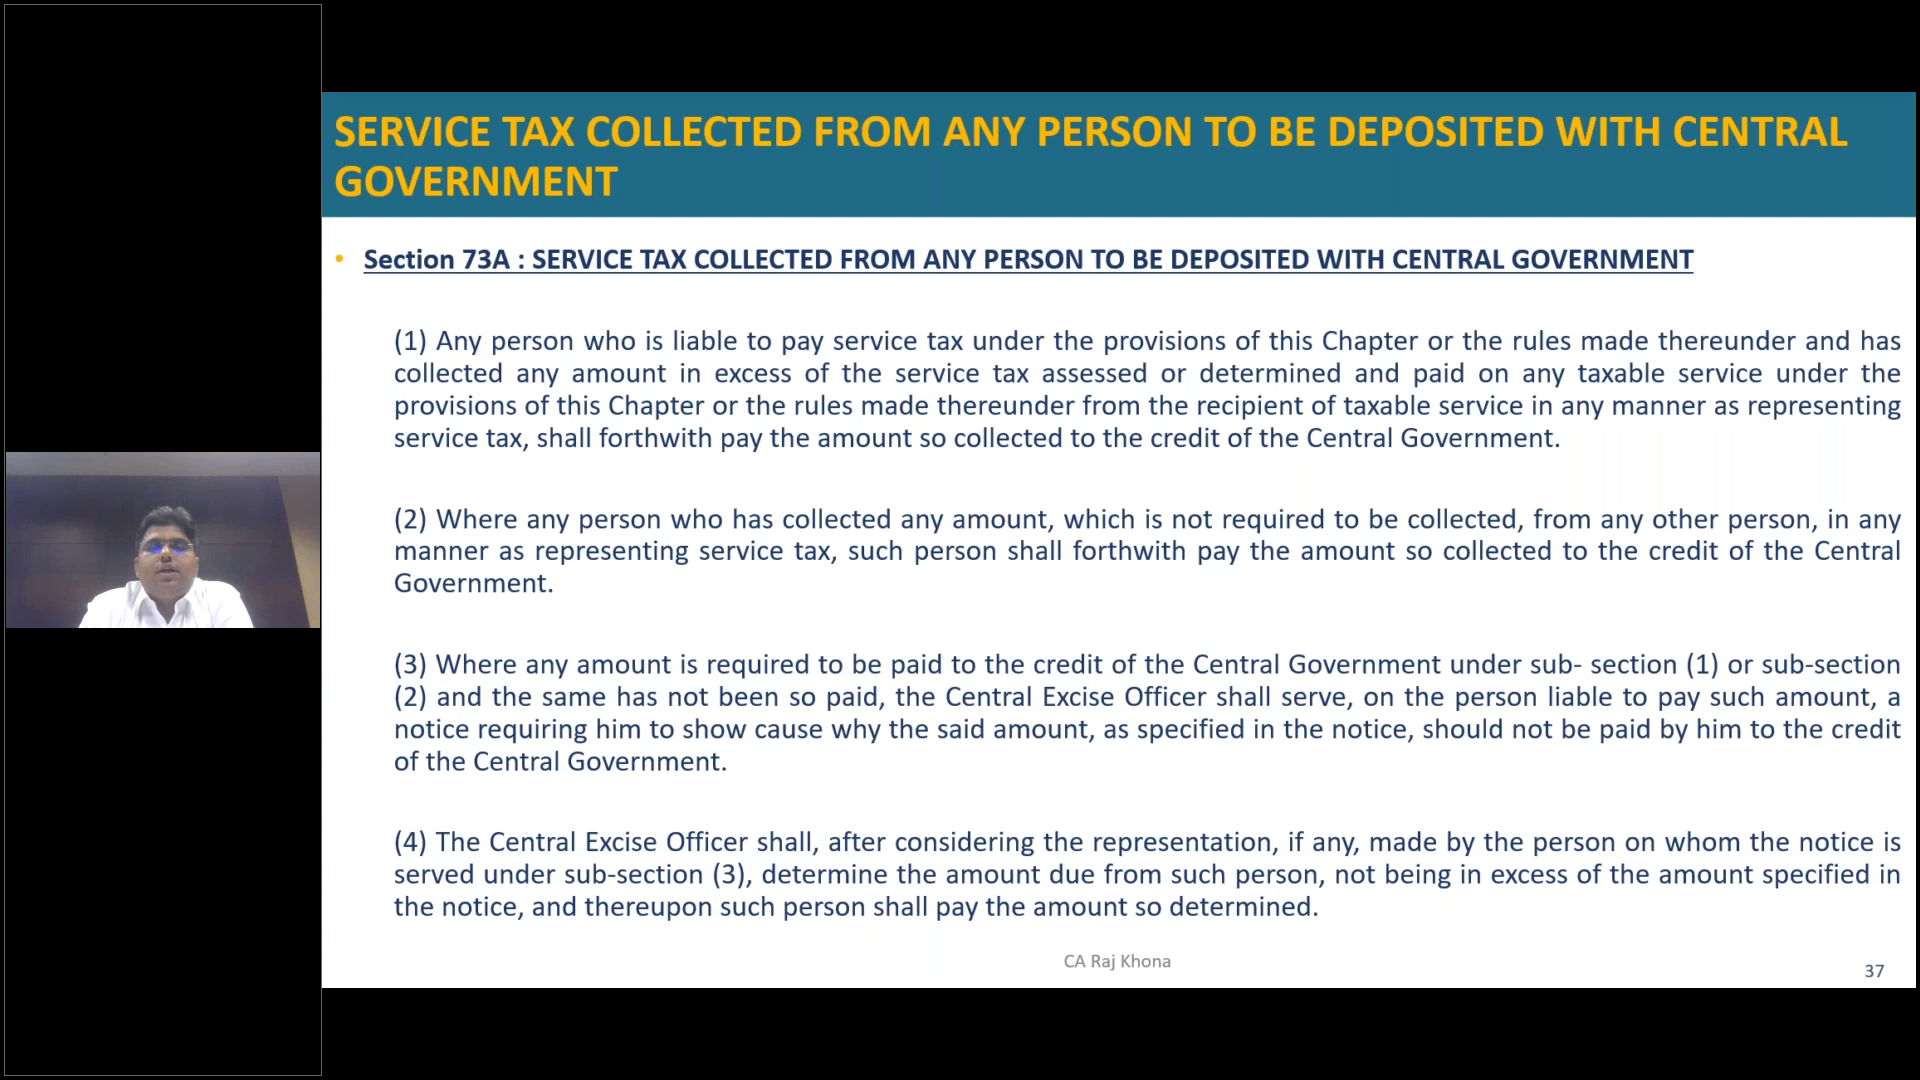 SERVICE TAX COLLECTED FROM ANY PERSON TO BE DEPOSITED WITH CENTRAL
GOVERNMENT
• Section 73A : SERVICE TAX COLLECTED FROM ANY PERSON TO BE DEPOSITED WITH CENTRAL GOVERNMENT
(1) Any person who is liable to pay service tax under the provisions of this Chapter or the rules made thereunder and has
collected any amount in excess of the service tax assessed or determined and paid on any taxable service under the
provisions of this Chapter or the rules made thereunder from the recipient of taxable service in any manner as representing
service tax, shall forthwith pay the amount so collected to the credit of the Central Government.
(2) Where any person who has collected any amount, which is not required to be collected, from any other person, in any
manner as representing service tax, such person shall forthwith pay the amount so collected to the credit of the Central
Government.
(3) Where any amount is required to be paid to the credit of the Central Government under sub- section (1) or sub-section
(2) and the same has not been so paid, the Central Excise Officer shall serve, on the person liable to pay such amount, a
notice requiring him to show cause why the said amount, as specified in the notice, should not be paid by him to the credit
of the Central Government.
(4) The Central Excise Officer shall, after considering the representation, if any, made by the person on whom the notice is
served under sub-section (3), determine the amount due from such person, not being in excess of the amount specified in
the notice, and thereupon such person shall pay the amount so determined.
CA Raj Khona
37